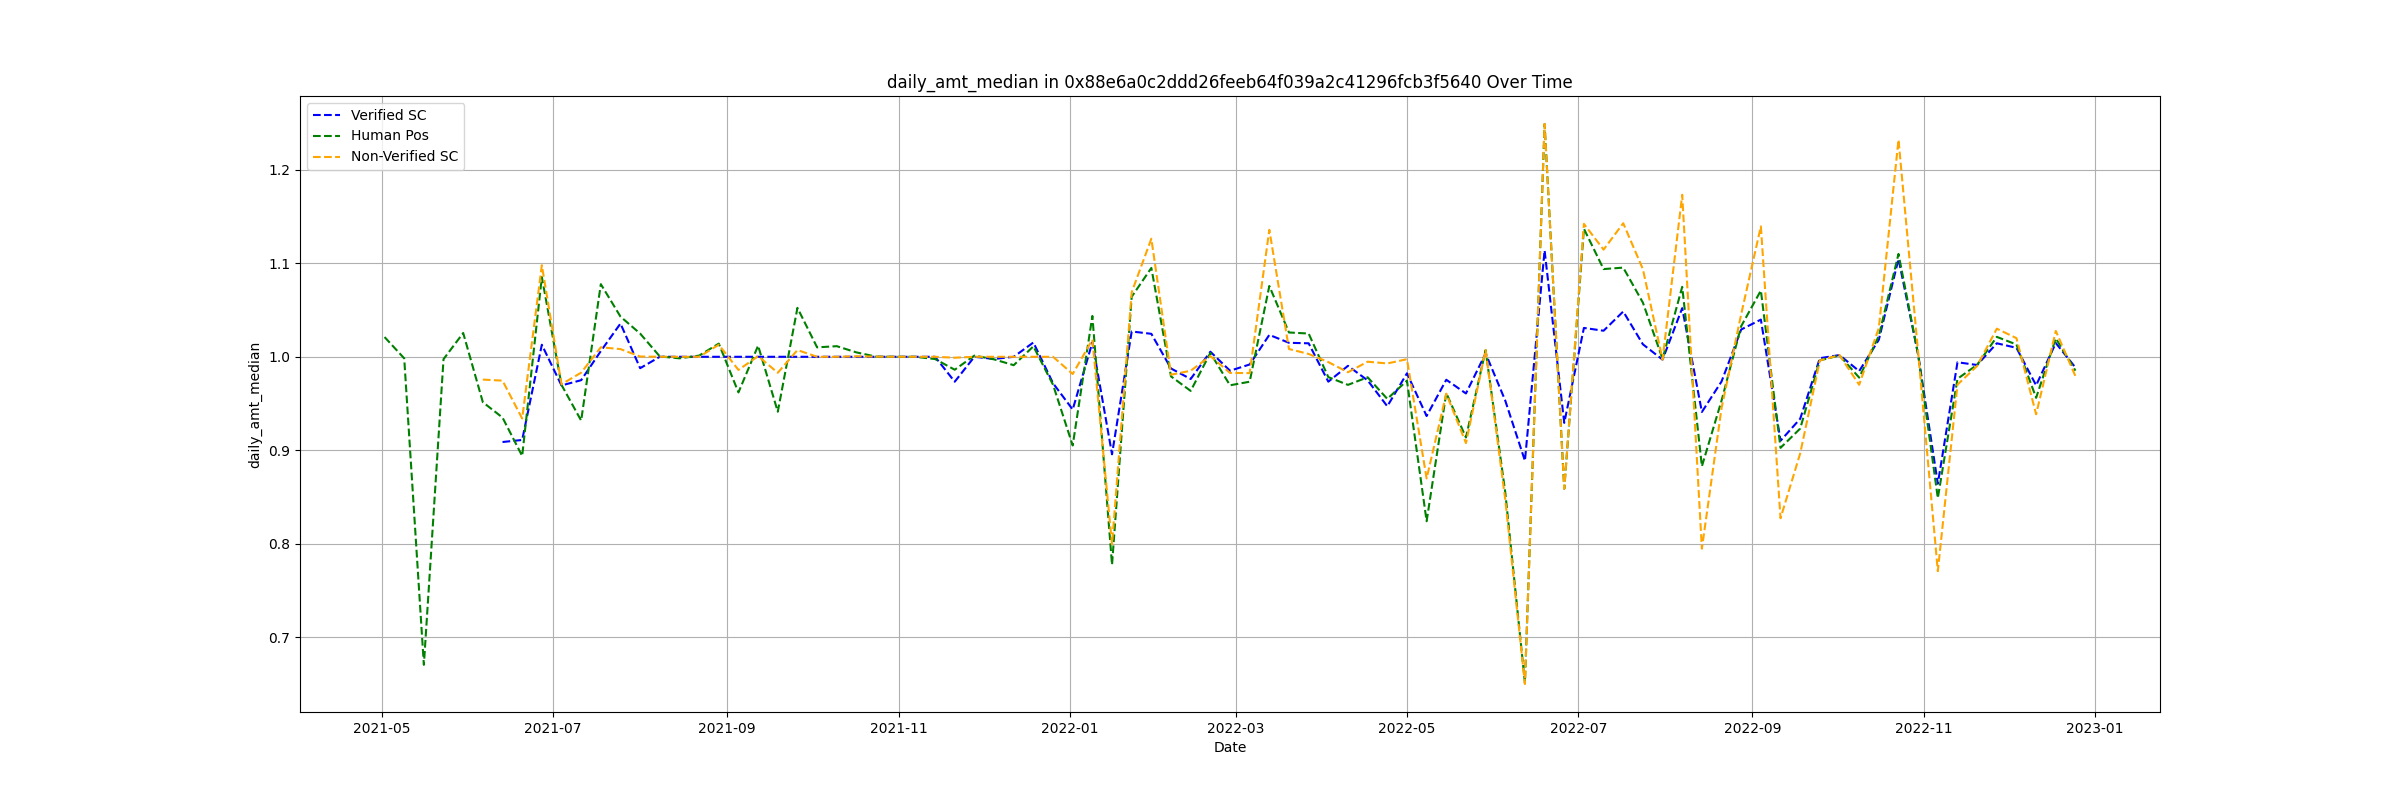 daily_amt_median in 0x88e6a0c2ddd26feeb64f039a2c41296fcb3f5640 Over Time
Verified SC
Human Pos
Non-Verified SC
1.2
1.1
1.0
0.9
0.8
0.7
daily_amt_median
2021-05
2021-07
2021-09
2021-11
2022-01
2022-03
2022-05
2022-07
2022-09
2022-11
2023-01
Date